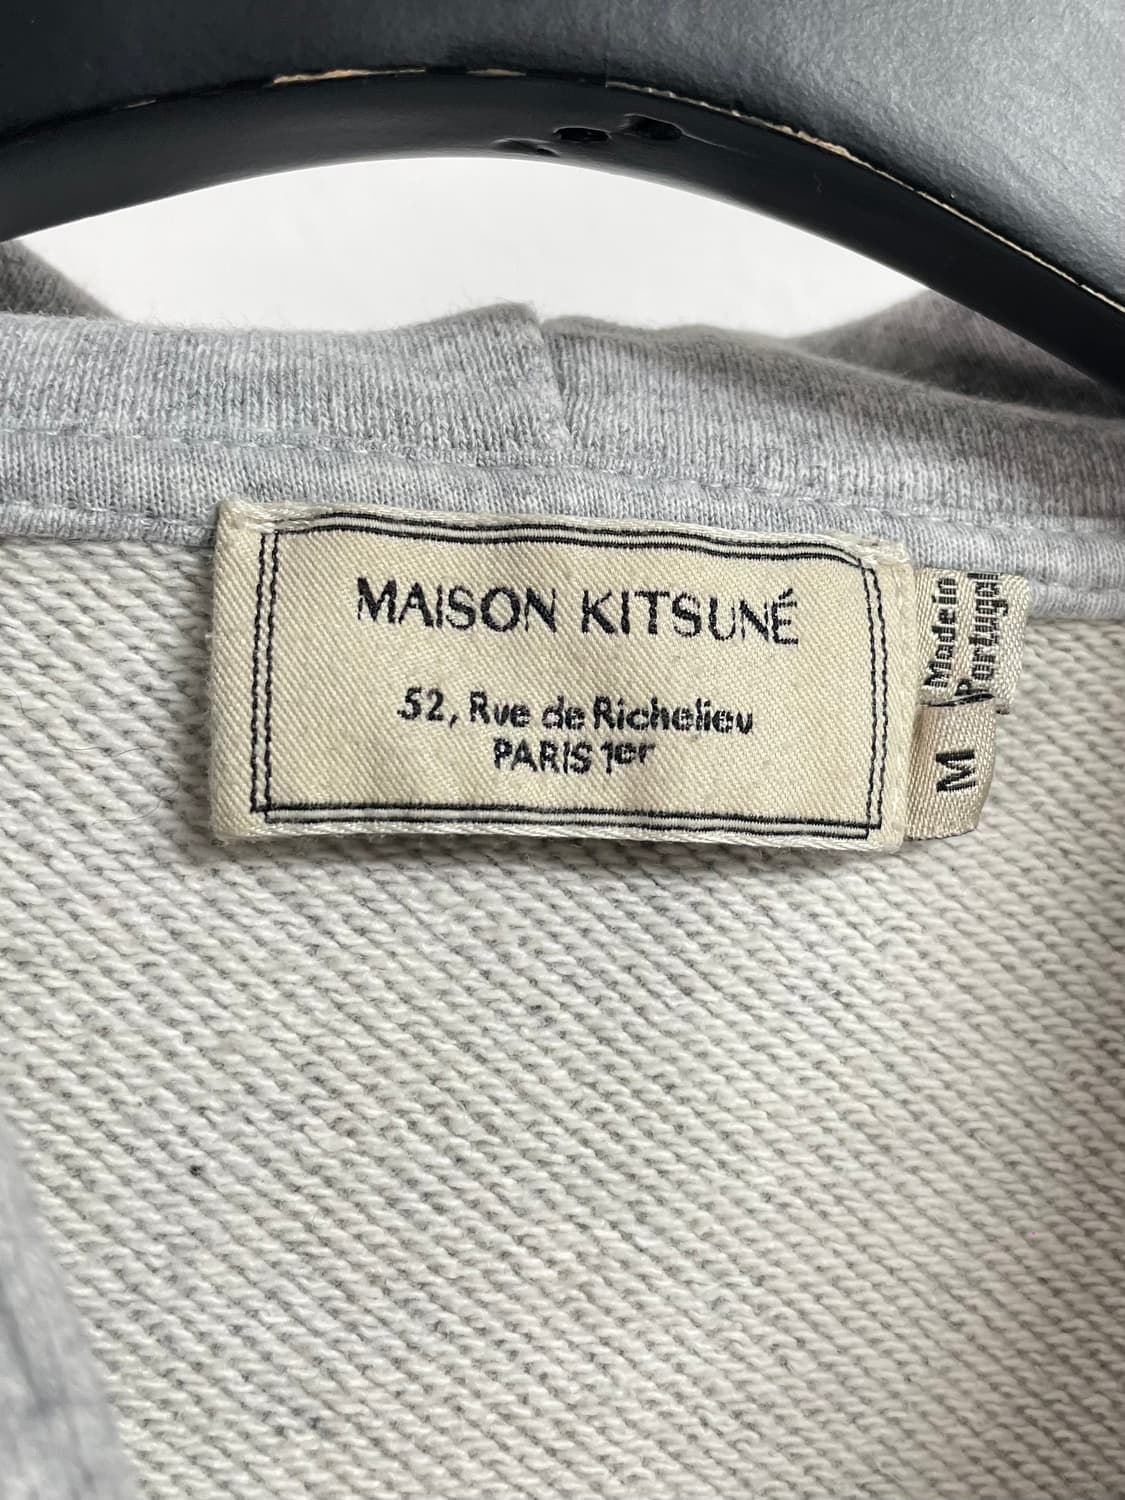 MAISON KITSUNÉ
52, Rue de Richelieu
PARIS 1er
Made in
Portugal
M